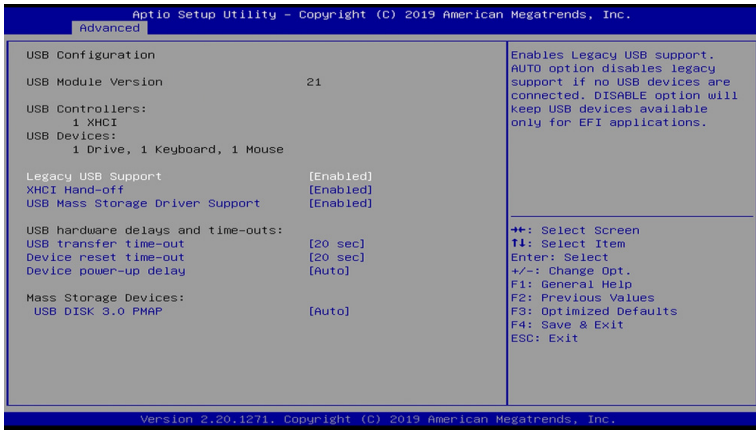 Aptio Setup Utility – Copyright (C) 2019 American Megatrends, Inc.
Advanced
USB Configuration
USB Module Version 21
USB Controllers:
1 XHCI
USB Devices:
1 Drive, 1 Keyboard, 1 Mouse
Legacy USB Support [Enabled]
XHCI Hand-off [Enabled]
USB Mass Storage Driver Support [Enabled]
USB hardware delays and time-outs:
USB transfer time-out [20 sec]
Device reset time-out [20 sec]
Device power-up delay [Auto]
Mass Storage Devices:
USB DISK 3.0 PMAP [Auto]
Enables Legacy USB support.
AUTO option disables legacy
support if no USB devices are
connected. DISABLE option will
keep USB devices available
only for EFI applications.
→←: Select Screen
↑↓: Select Item
Enter: Select
+/-: Change Opt.
F1: General Help
F2: Previous Values
F3: Optimized Defaults
F4: Save & Exit
ESC: Exit
Version 2.20.1271. Copyright (C) 2019 American Megatrends, Inc.